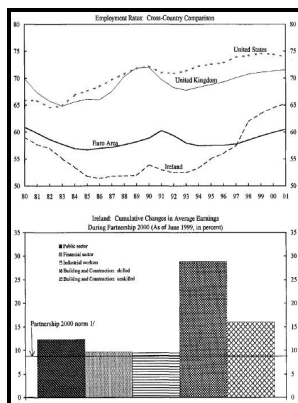 Employment Rates: Cross-Country Comparison
80 80
75 75
United States
70 70
United Kingdom
65 65
60 60
Euro Area
55 55
Ireland
50 50
80 81 82 83 84 85 86 87 88 89 90 91 92 93 94 95 96 97 98 99 00 01
Ireland: Cumulative Changes in Average Earnings
During Partnership 2000 (As of June 1999, in percent)
35 35
Public sector
30 30
Financial sector
Industrial workers
25 25
Building and Construction: skilled
Building and Construction: unskilled
20 20
15 15
Partnership 2000 norm 1/
10 10
5 5
0 0